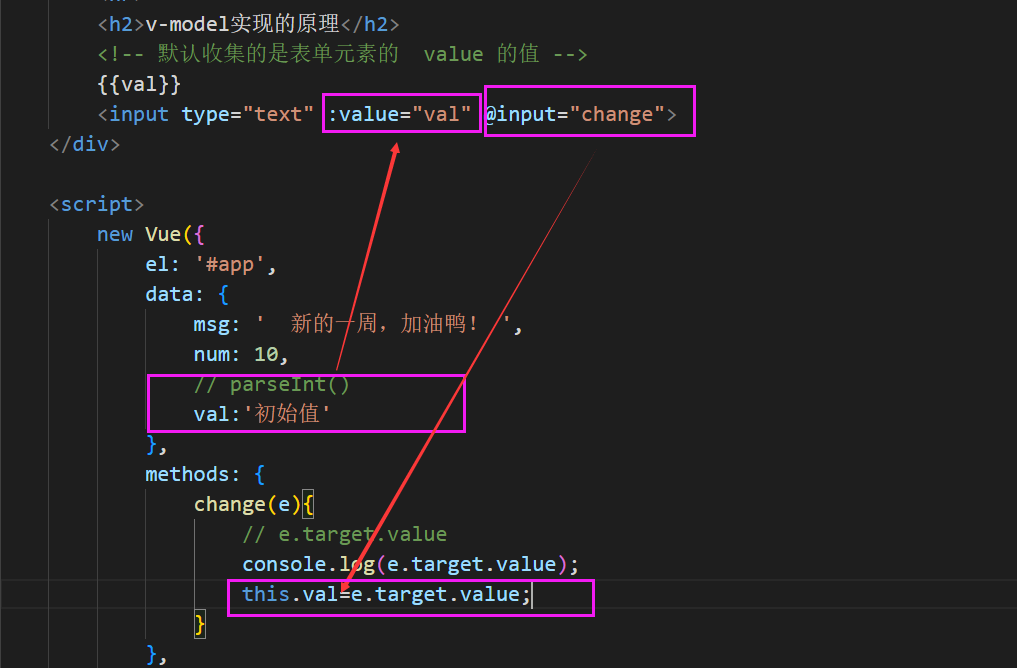 <h2>v-model实现的原理</h2>
<!-- 默认收集的是表单元素的  value 的值 -->
{{val}}
<input type="text" :value="val" @input="change">
</div>
<script>
new Vue({
el: '#app',
data: {
msg: '  新的一周，加油鸭！ ',
num: 10,
// parseInt()
val:'初始值'
},
methods: {
change(e){
// e.target.value
console.log(e.target.value);
this.val=e.target.value;
}
},